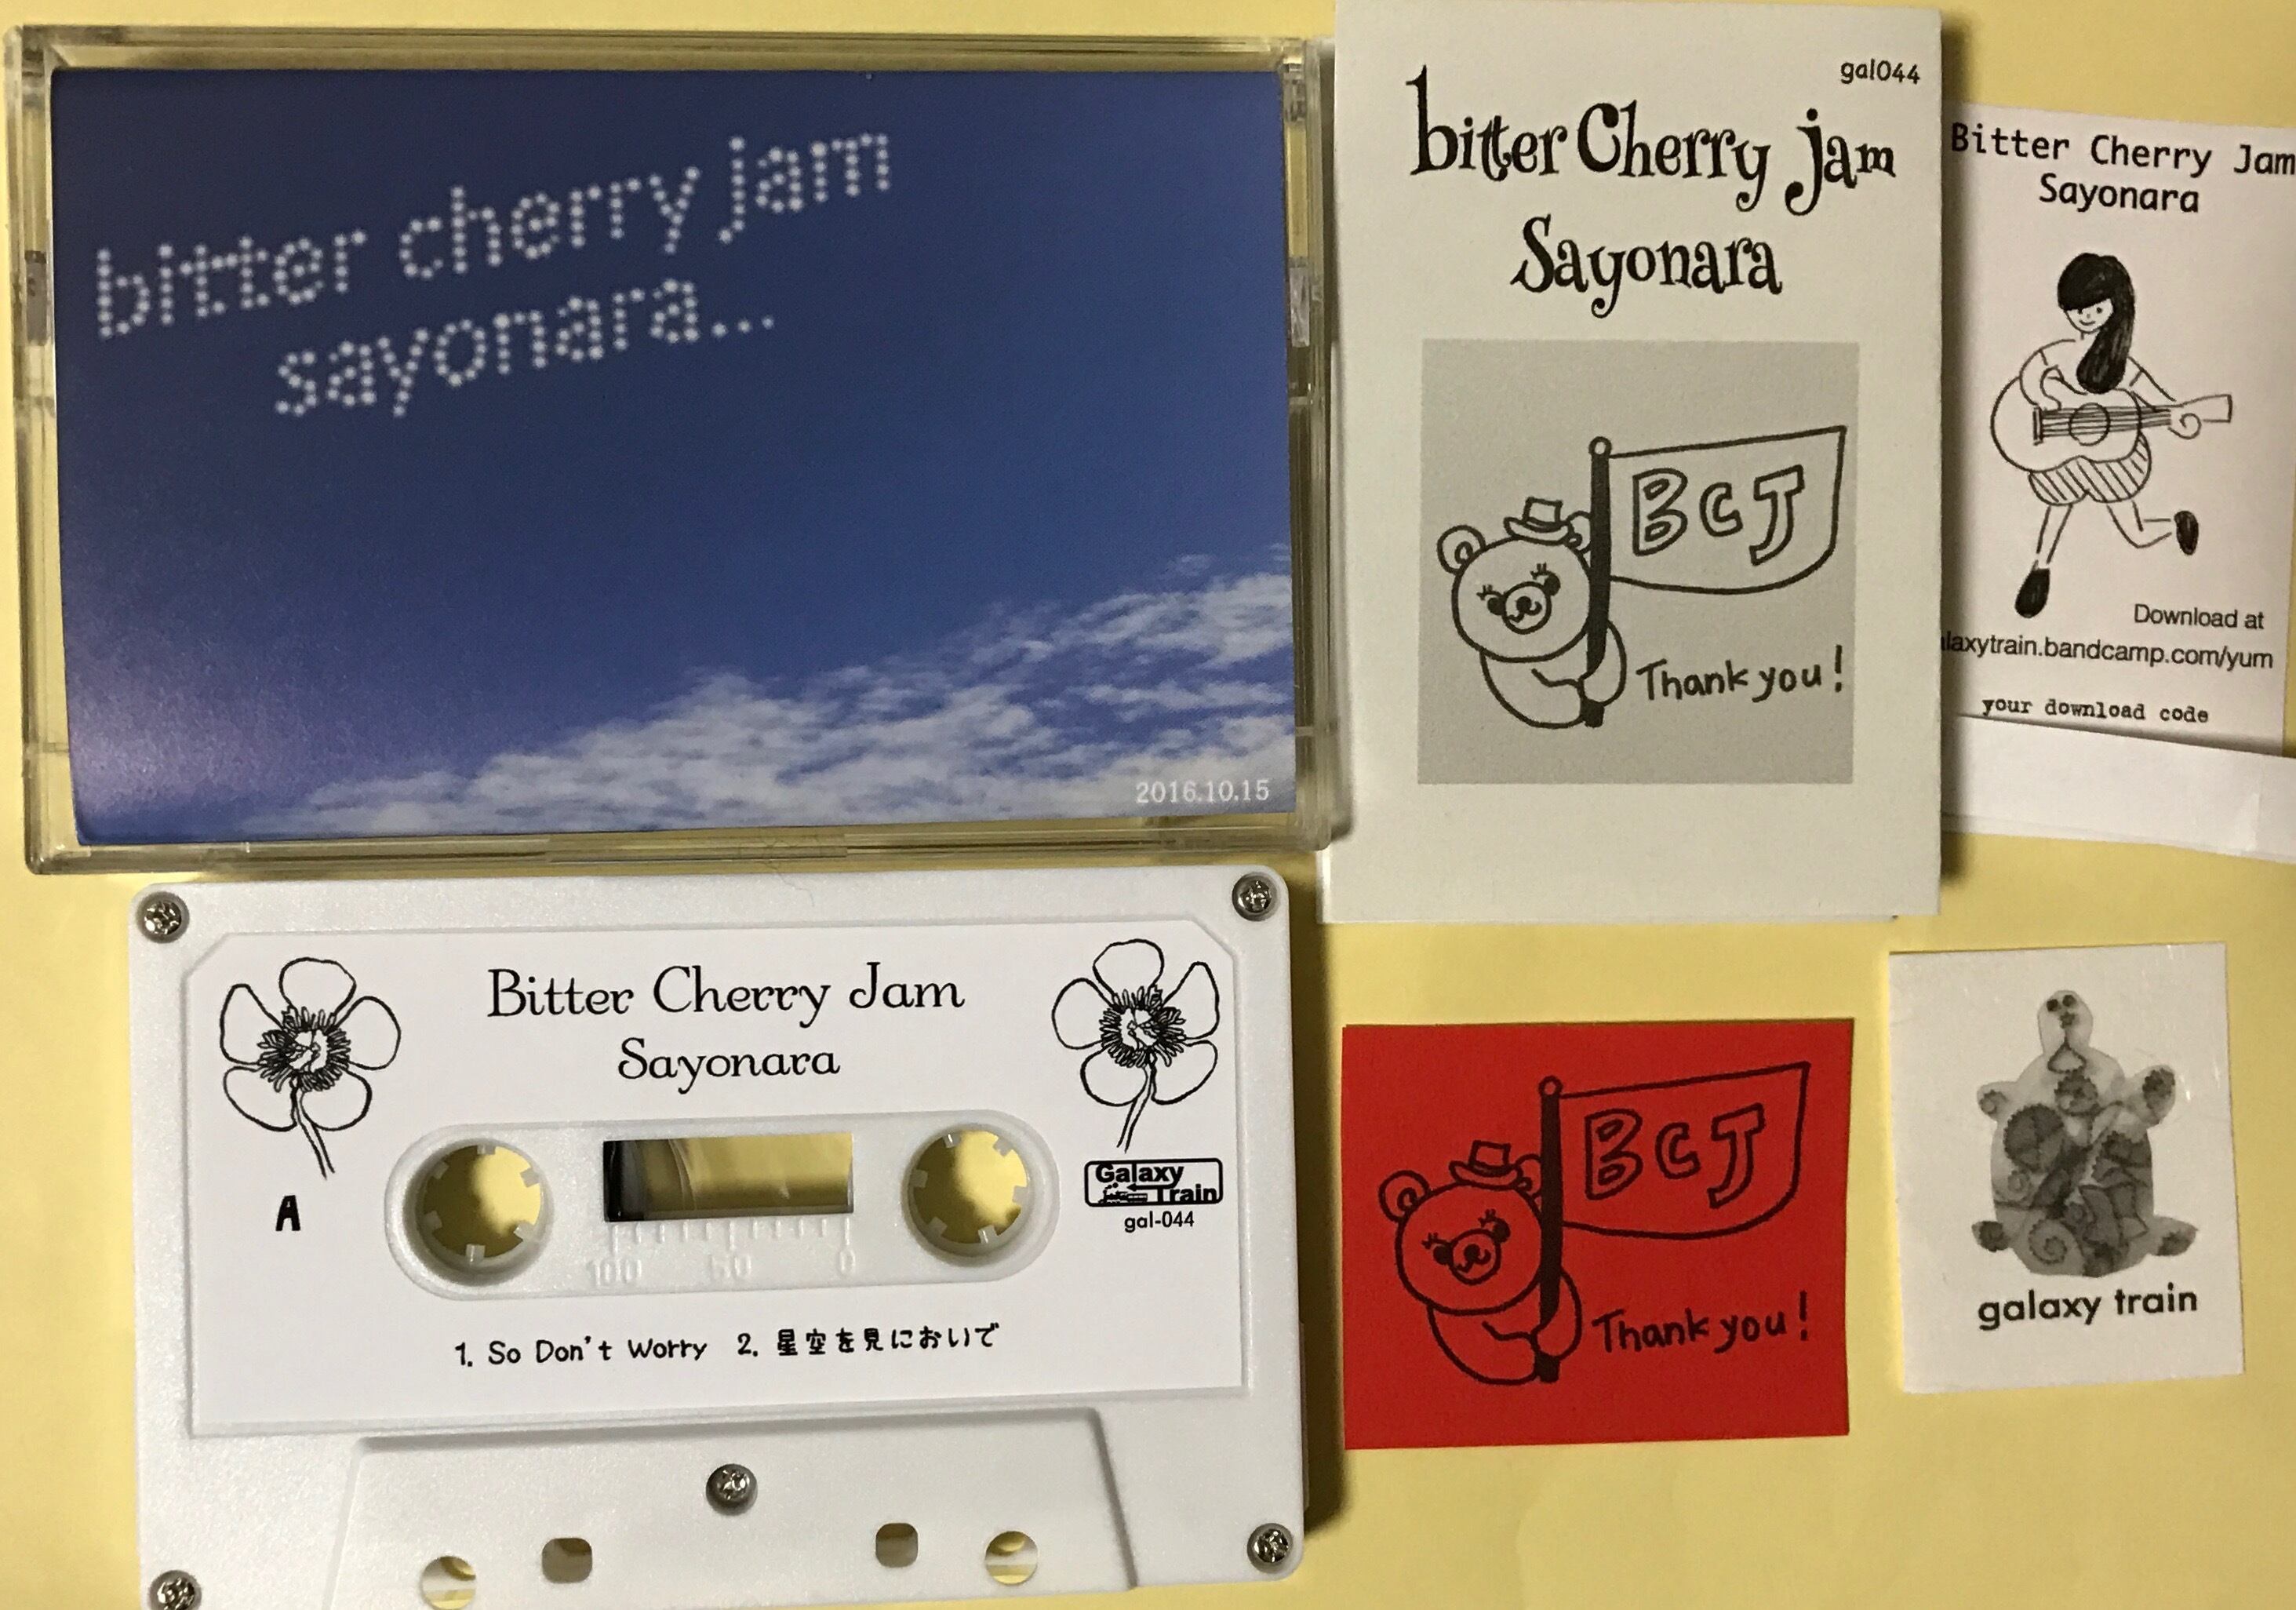 bitter cherry jam
sayonara...
2016.10.15
gal044
bitter Cherry jam
Sayonara
BCJ
Thank you!
Bitter Cherry Jam
Sayonara
Download at
laxytrain.bandcamp.com/yum
your download code
Bitter Cherry Jam
Sayonara
A
Galaxy
Train
gal-044
100 50 0
1. So Don't Worry 2. 星空を見においで
BCJ
Thank you!
galaxy train